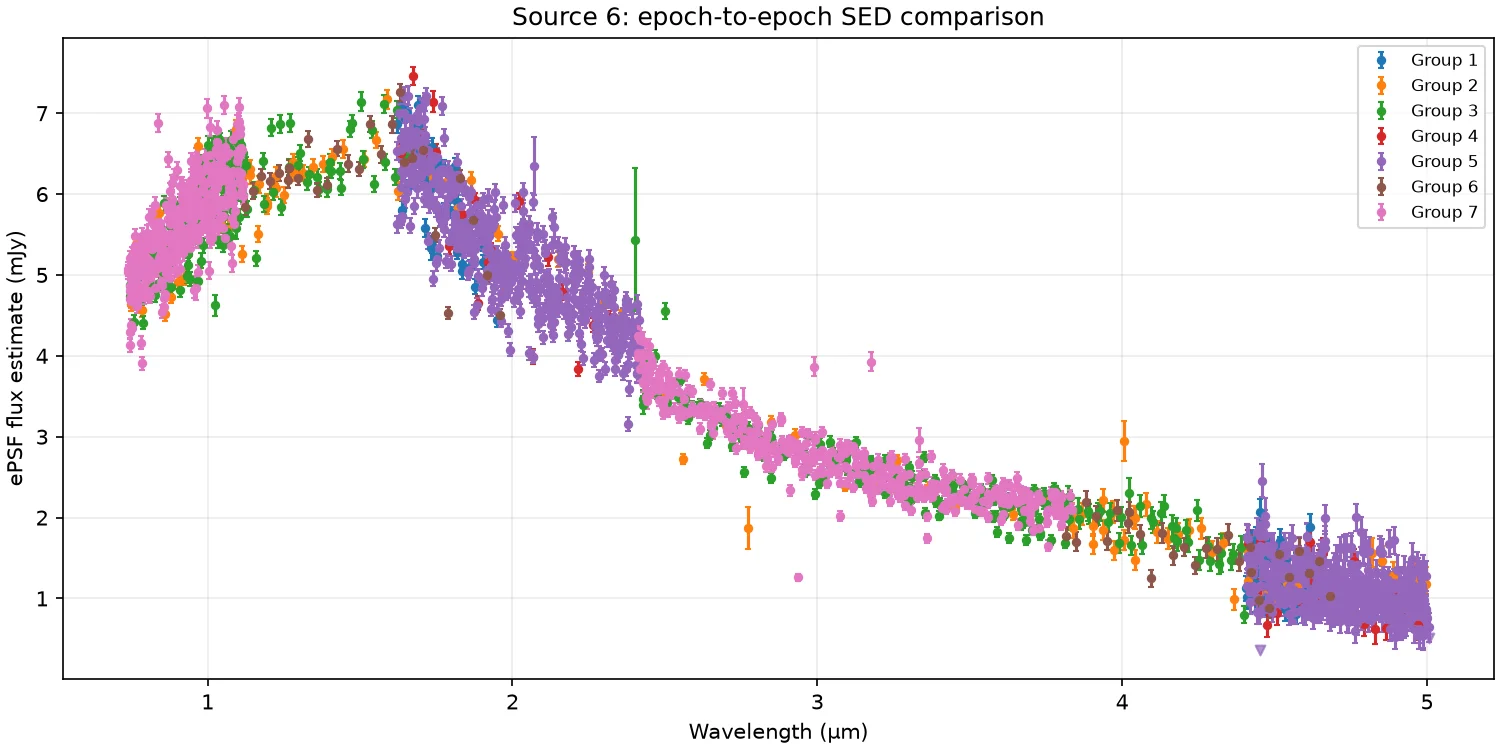 Source 6: epoch-to-epoch SED comparison
ePSF flux estimate (mJy)
7
6
5
4
3
2
1
Group 1
Group 2
Group 3
Group 4
Group 5
Group 6
Group 7
1 2 3 4 5
Wavelength (μm)